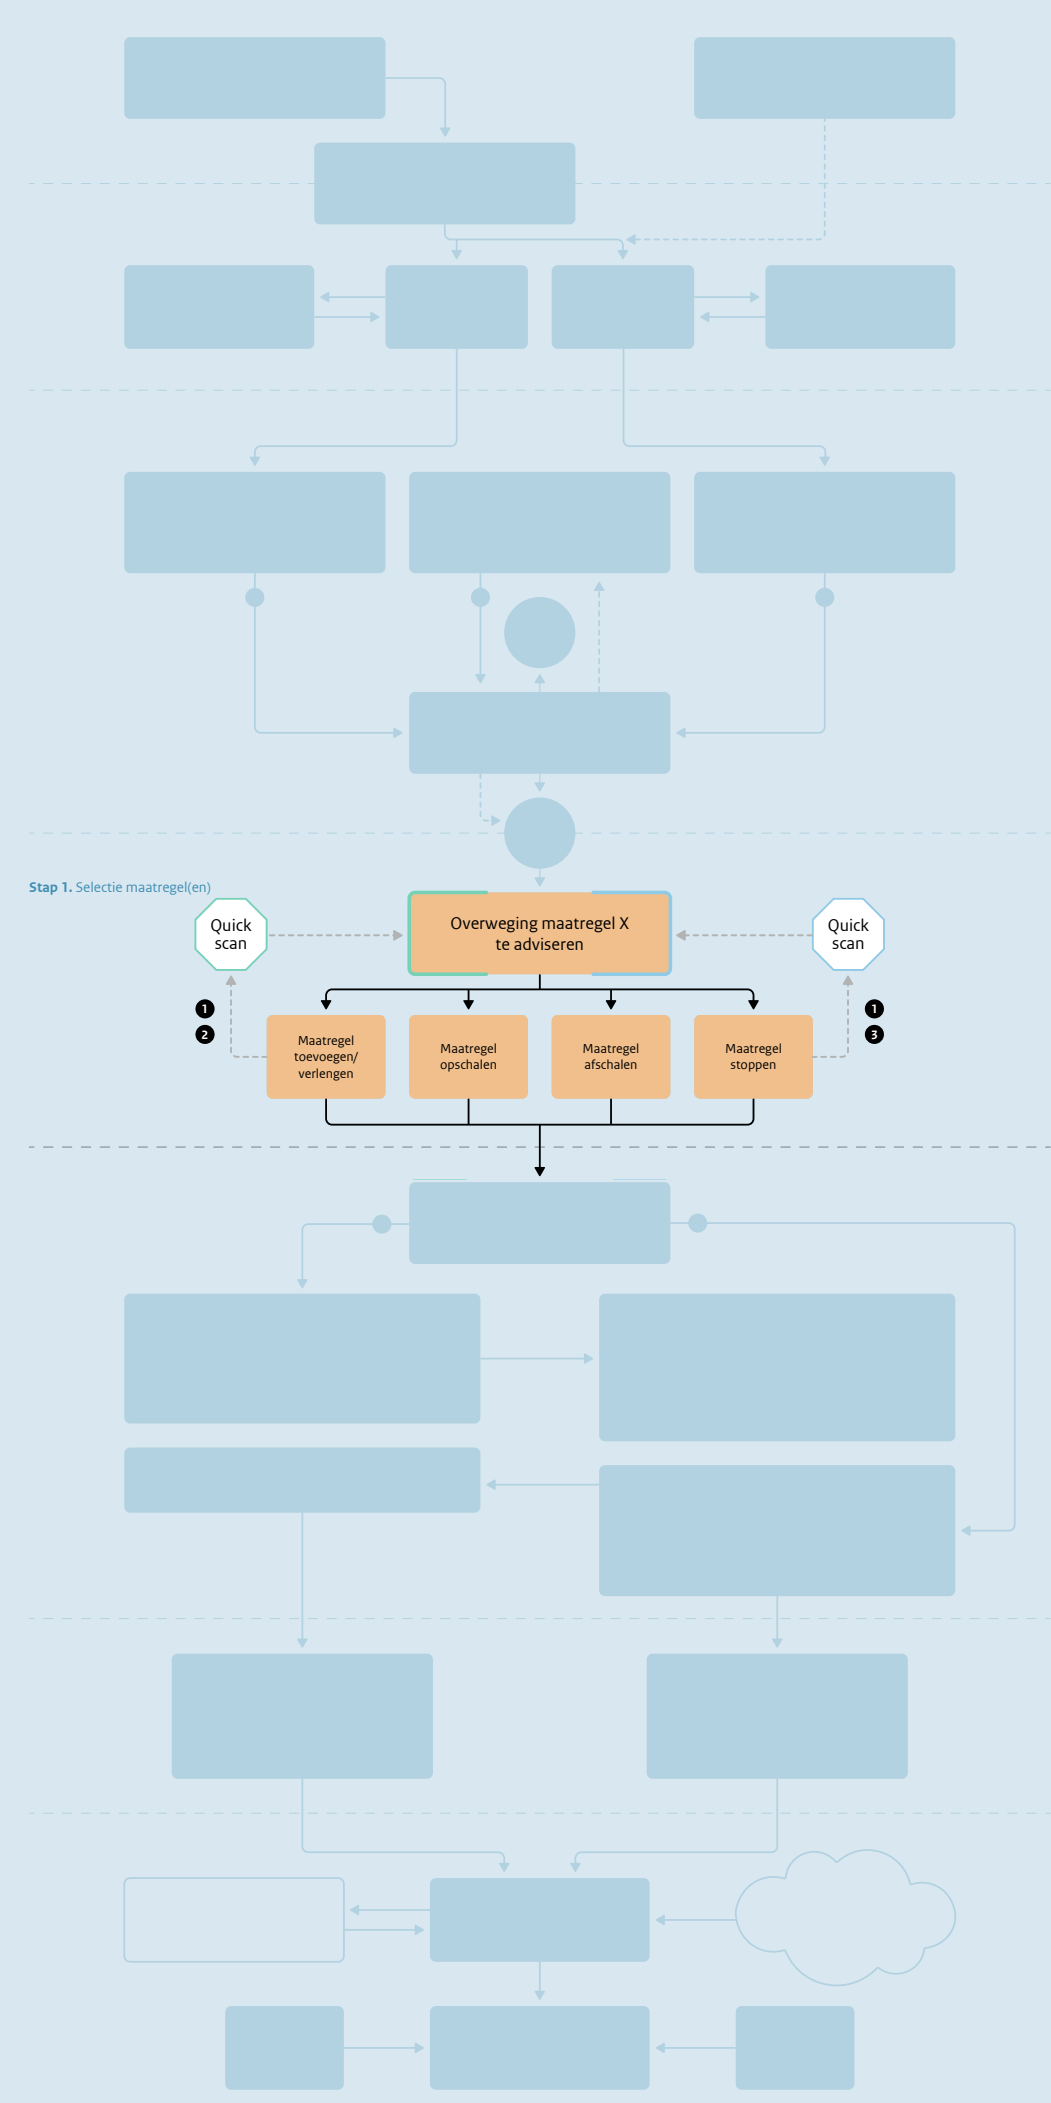 Stap 1. Selectie maatregel(en)
Quick
scan
Overweging maatregel X
te adviseren
Quick
scan
1
2
1
3
Maatregel
toevoegen/
verlengen
Maatregel
opschalen
Maatregel
afschalen
Maatregel
stoppen